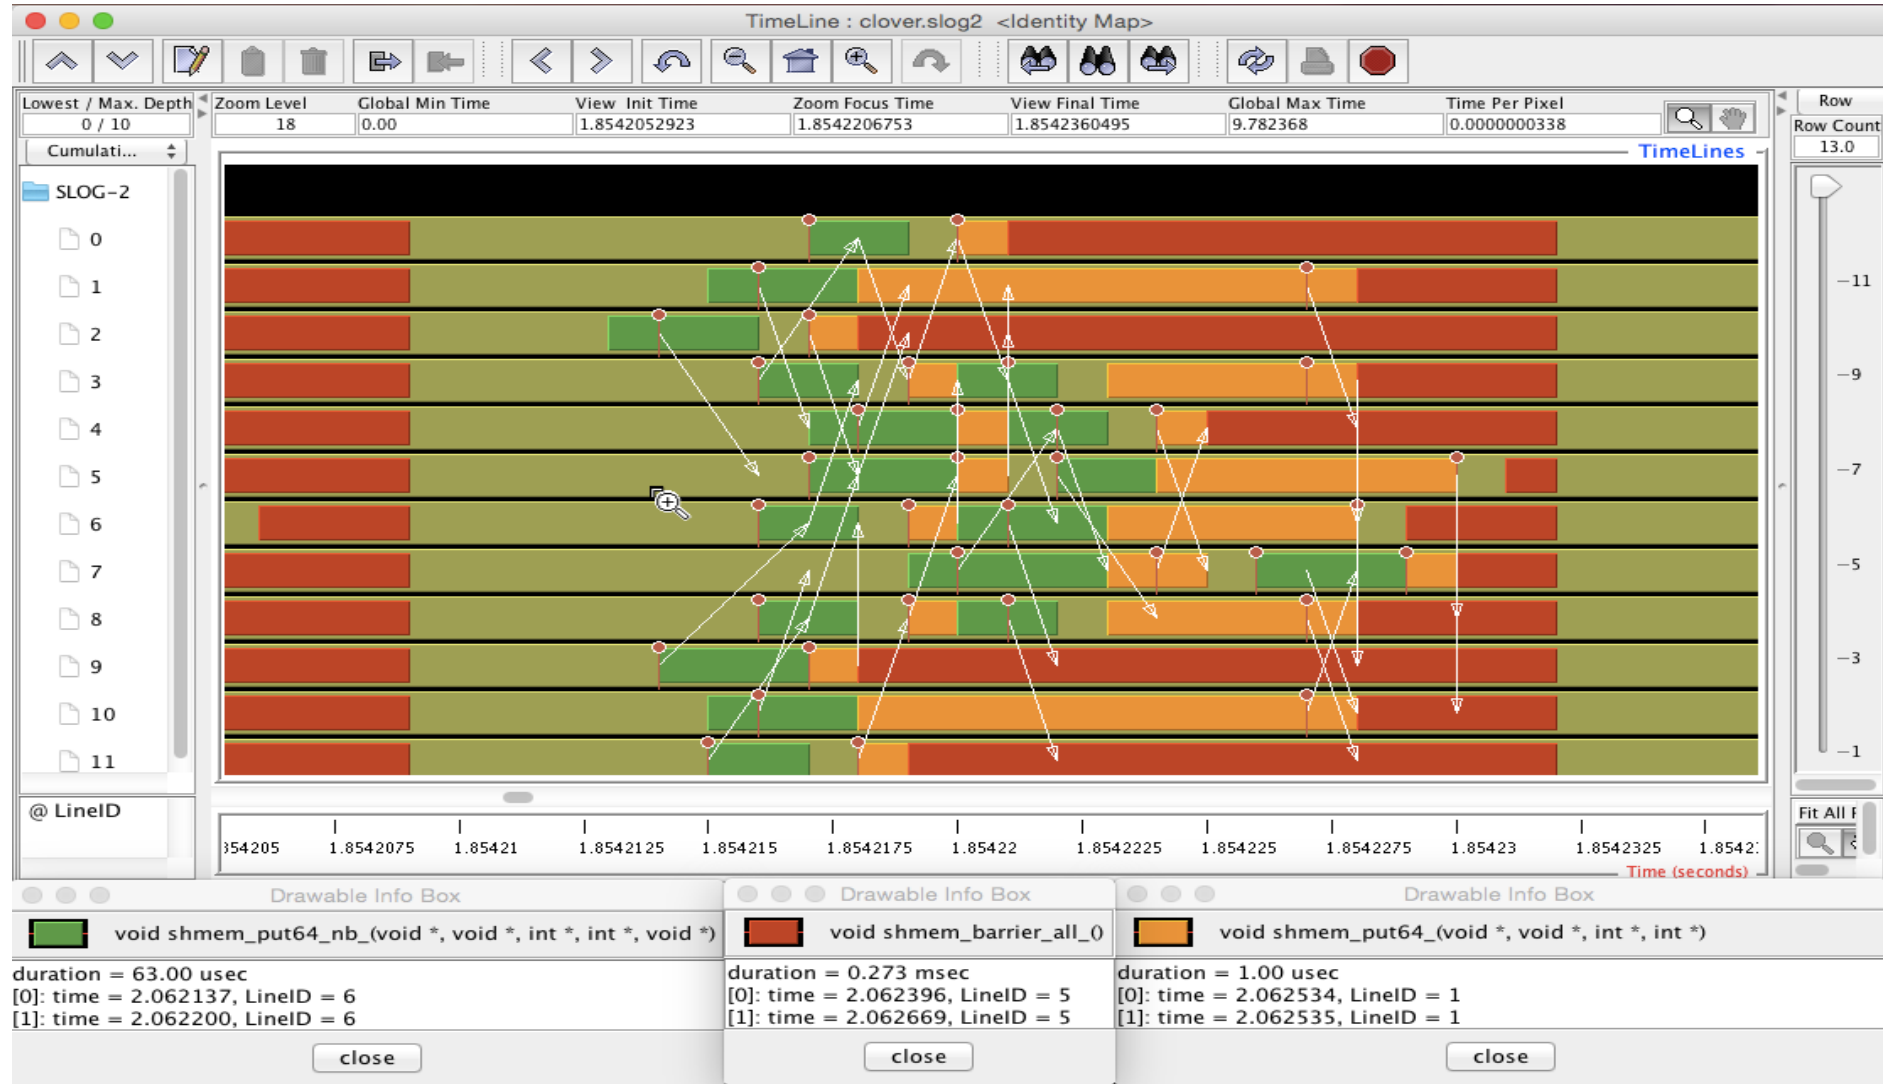 TimeLine : clover.slog2 <Identity Map>
Lowest / Max. Depth
0 / 10
Zoom Level
18
Global Min Time
0.00
View Init Time
1.8542052923
Zoom Focus Time
1.8542206753
View Final Time
1.8542360495
Global Max Time
9.782368
Time Per Pixel
0.0000000338
Row
Row Count
13.0
Cumulati...
TimeLines
SLOG-2
0
1
2
3
4
5
6
7
8
9
10
11
-11
-9
-7
-5
-3
-1
@ LineID
354205 1.8542075 1.85421 1.8542125 1.854215 1.8542175 1.85422 1.8542225 1.854225 1.8542275 1.85423 1.8542325 1.8542
Time (seconds)
Fit All
Drawable Info Box
void shmem_put64_nb_(void *, void *, int *, int *, void *)
duration = 63.00 usec
[0]: time = 2.062137, LineID = 6
[1]: time = 2.062200, LineID = 6
close
Drawable Info Box
void shmem_barrier_all_()
duration = 0.273 msec
[0]: time = 2.062396, LineID = 5
[1]: time = 2.062669, LineID = 5
close
Drawable Info Box
void shmem_put64_(void *, void *, int *, int *)
duration = 1.00 usec
[0]: time = 2.062534, LineID = 1
[1]: time = 2.062535, LineID = 1
close